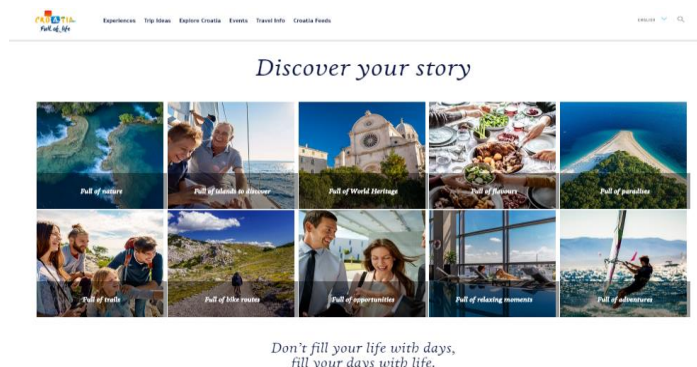 CROATIA
Full of life
Experiences Trip Ideas Explore Croatia Events Travel Info Croatia Feeds
ENGLISH
Discover your story
Full of nature
Full of islands to discover
Full of World Heritage
Full of flavours
Full of paradises
Full of trails
Full of bike routes
Full of opportunities
Full of relaxing moments
Full of adventures
Don't fill your life with days,
fill your days with life.